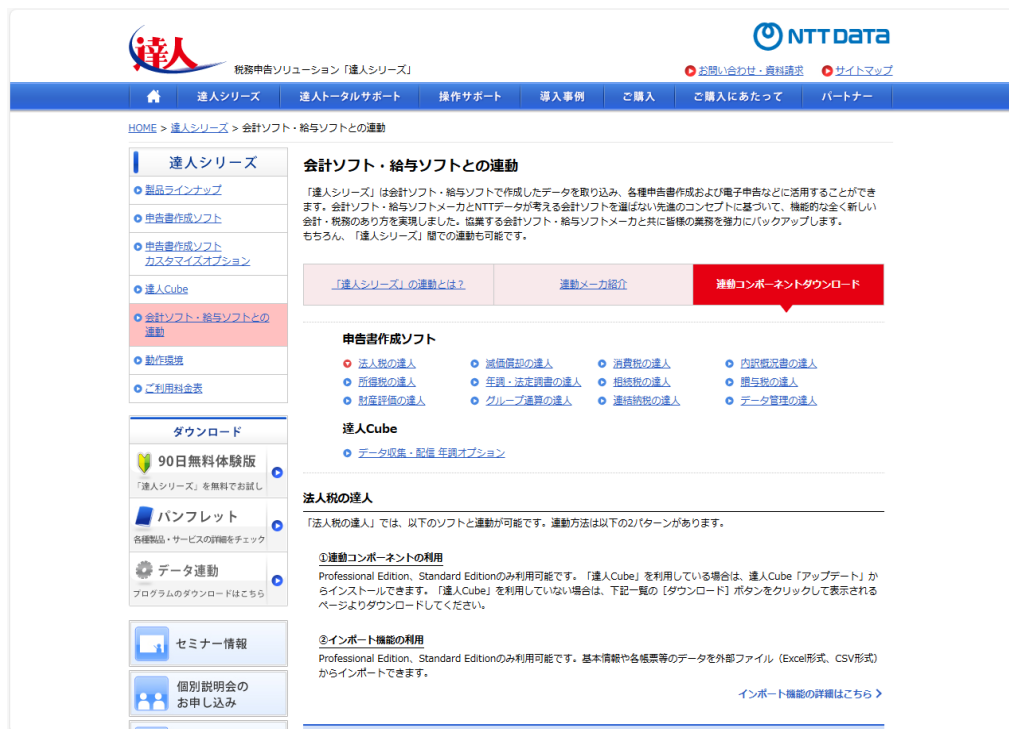 達人
税務申告ソリューション「達人シリーズ」
NTT DATA
お問い合わせ・資料請求
サイトマップ
達人シリーズ
達人トータルサポート
操作サポート
導入事例
ご購入
ご購入にあたって
パートナー
HOME > 達人シリーズ > 会計ソフト・給与ソフトとの連動
達人シリーズ
製品ラインナップ
申告書作成ソフト
申告書作成ソフト
カスタマイズオプション
達人Cube
会計ソフト・給与ソフトとの
連動
動作環境
ご利用料金表
ダウンロード
90日無料体験版
「達人シリーズ」を無料でお試し
パンフレット
各種製品・サービスの詳細をチェック
データ連動
プログラムのダウンロードはこちら
セミナー情報
個別説明会の
お申し込み
会計ソフト・給与ソフトとの連動
「達人シリーズ」は会計ソフト・給与ソフトで作成したデータを取り込み、各種申告書作成および電子申告などに活用することができ
ます。会計ソフト・給与ソフトメーカとNTTデータが考える会計ソフトを選ばない先進のコンセプトに基づいて、機能的な全く新しい
会計・税務のあり方を実現しました。協業する会計ソフト・給与ソフトメーカと共に皆様の業務を強力にバックアップします。
もちろん、「達人シリーズ」間での連動も可能です。
「達人シリーズ」の連動とは？
連動メーカ紹介
連動コンポーネントダウンロード
申告書作成ソフト
法人税の達人
減価償却の達人
消費税の達人
内訳概況書の達人
所得税の達人
年調・法定調書の達人
相続税の達人
贈与税の達人
財産評価の達人
グループ通算の達人
連結納税の達人
データ管理の達人
達人Cube
データ収集・配信 年調オプション
法人税の達人
「法人税の達人」では、以下のソフトと連動が可能です。連動方法は以下の2パターンがあります。
①連動コンポーネントの利用
Professional Edition、Standard Editionのみ利用可能です。「達人Cube」を利用している場合は、達人Cube「アップデート」か
らインストールできます。「達人Cube」を利用していない場合は、下記一覧の［ダウンロード］ボタンをクリックして表示される
ページよりダウンロードしてください。
②インポート機能の利用
Professional Edition、Standard Editionのみ利用可能です。基本情報や各帳票等のデータを外部ファイル（Excel形式、CSV形式）
からインポートできます。
インポート機能の詳細はこちら